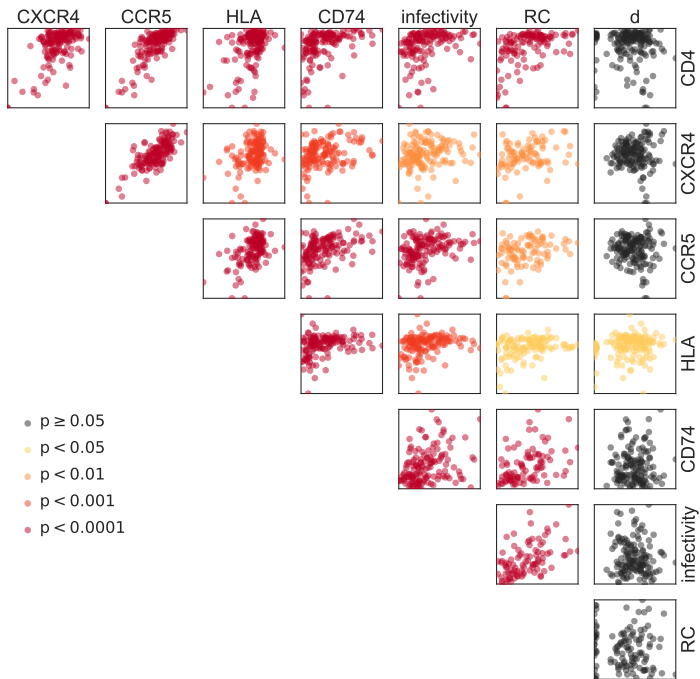 CXCR4 CCR5 HLA CD74 infectivity RC d
CD4
CXCR4
CCR5
HLA
p ≥ 0.05
p < 0.05
p < 0.01
p < 0.001
p < 0.0001
CD74
infectivity
RC